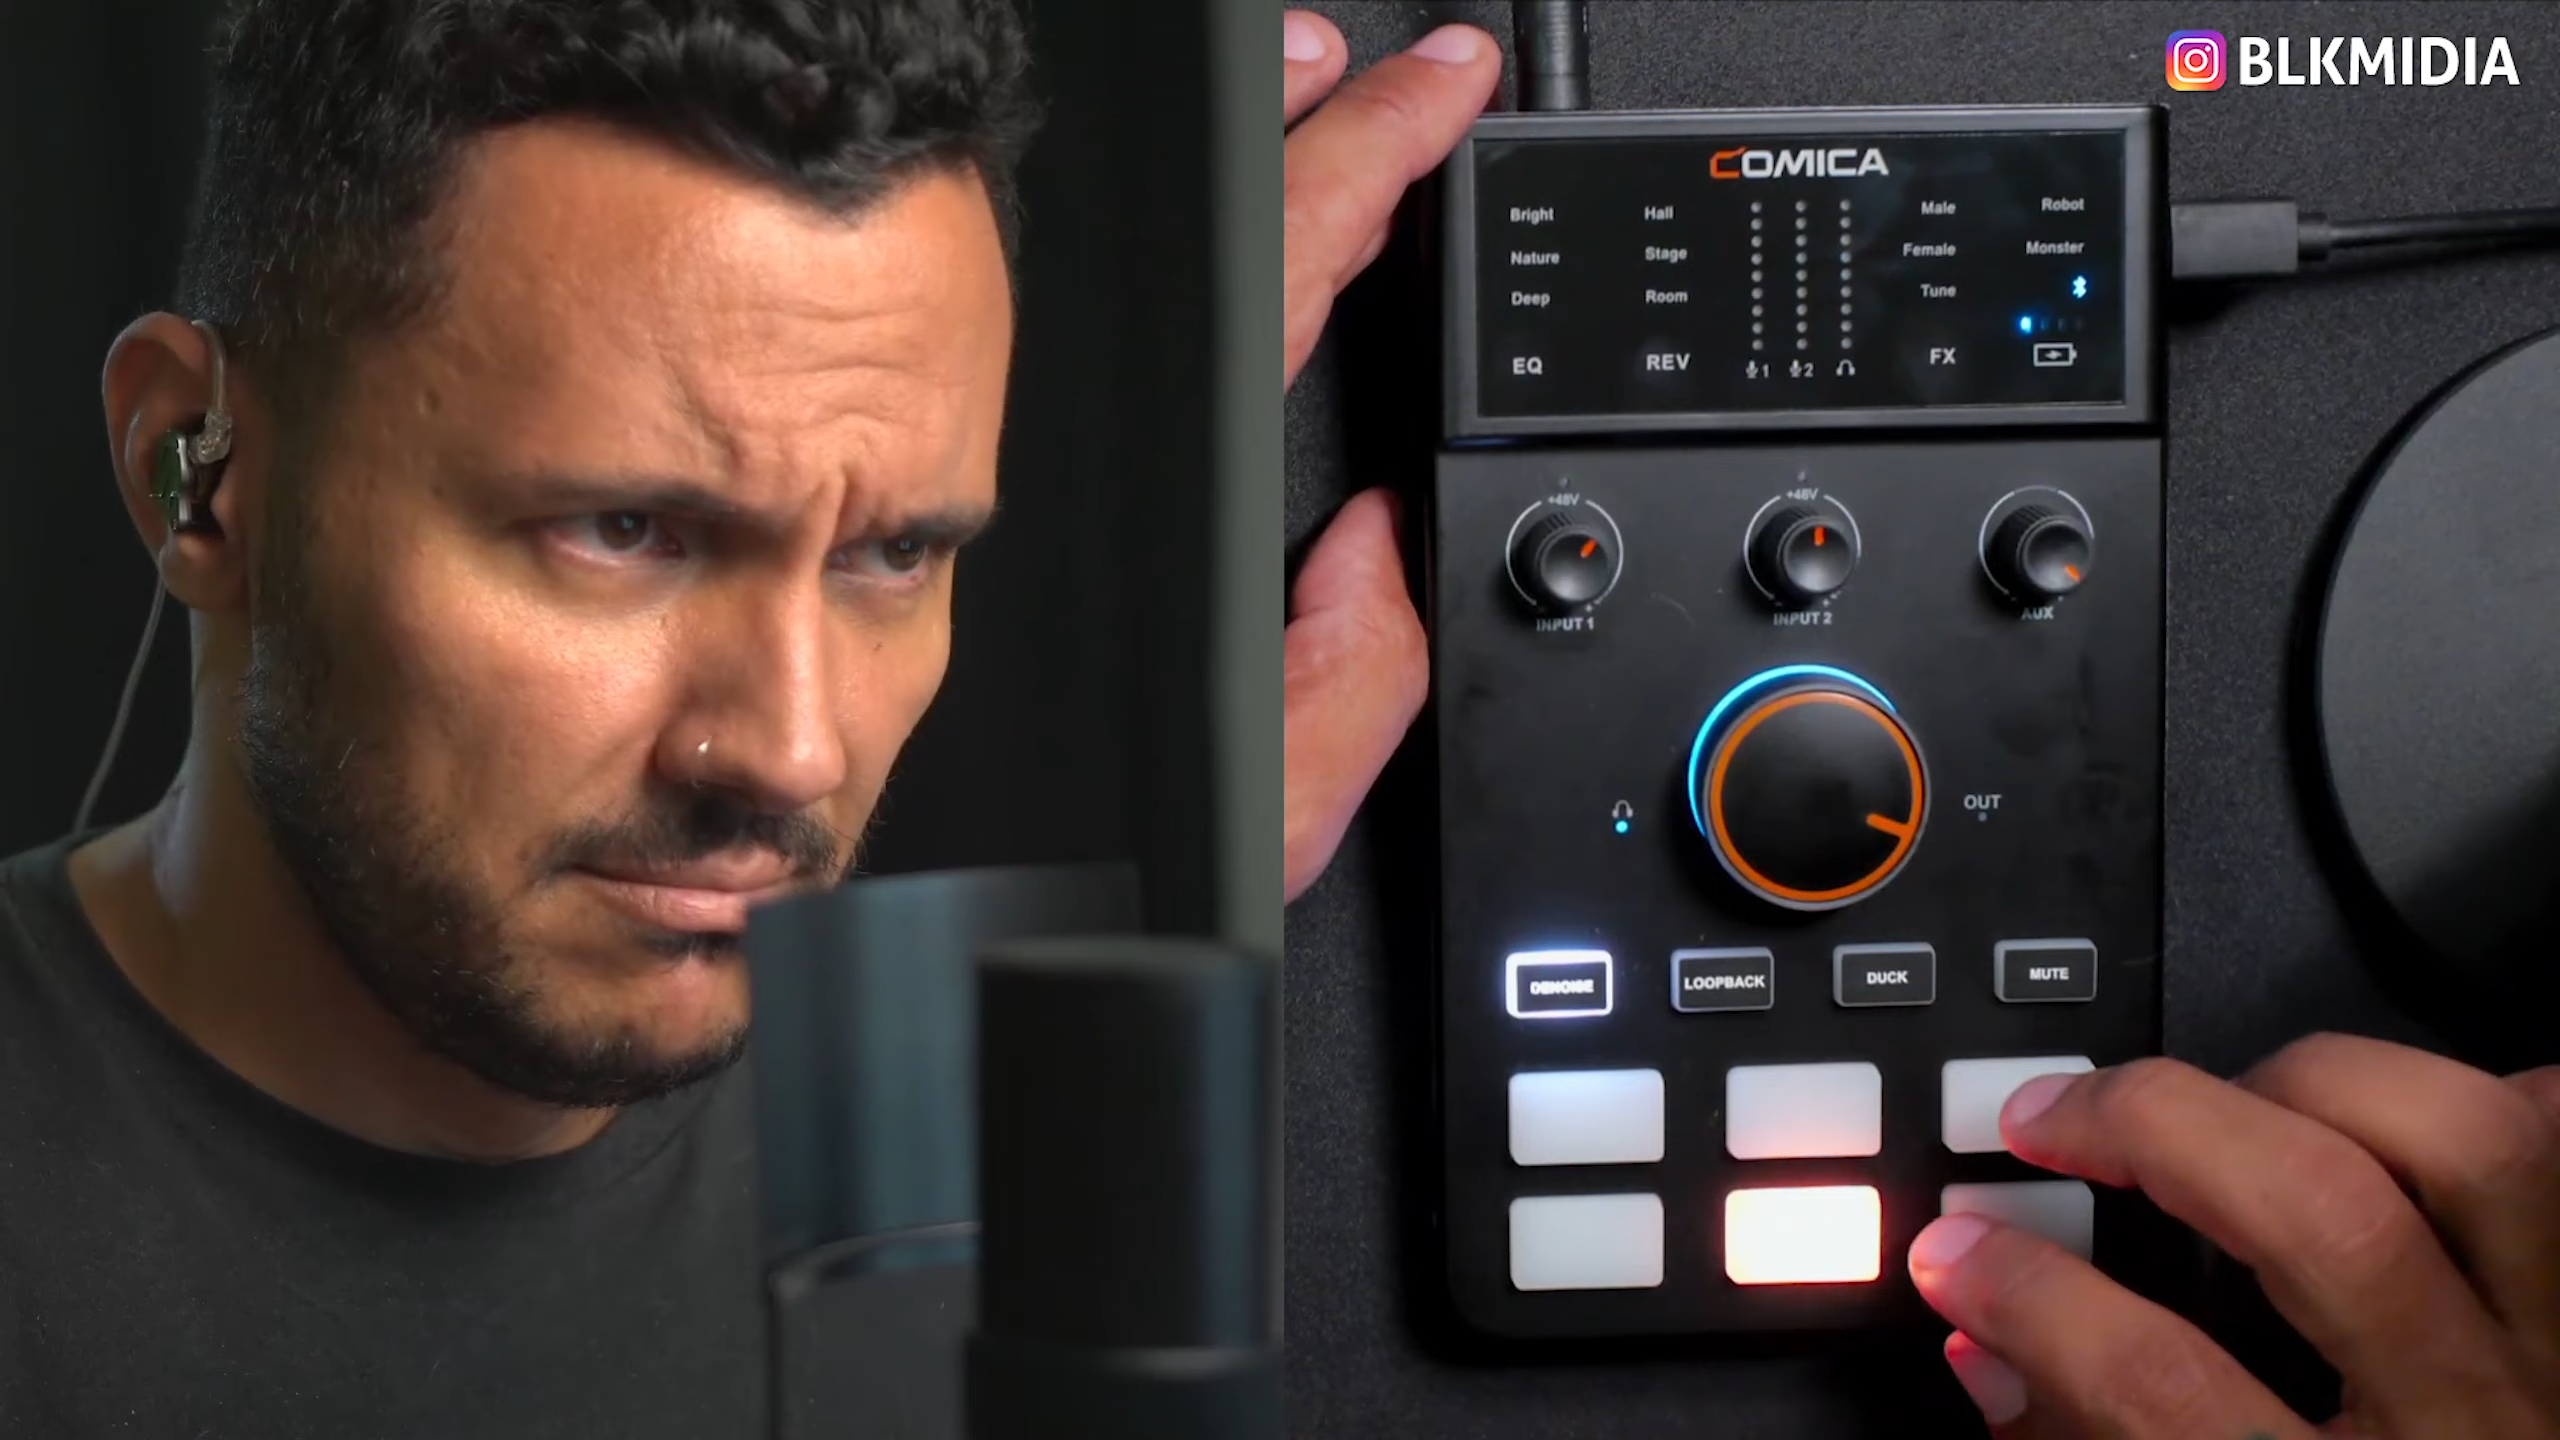 BLKMIDIA
COMICA
Bright
Hall
Male
Robot
Nature
Stage
Female
Monster
Deep
Room
Tune
EQ
REV
1
2
FX
+48V
+48V
INPUT 1
INPUT 2
AUX
OUT
DENOISE
LOOPBACK
DUCK
MUTE